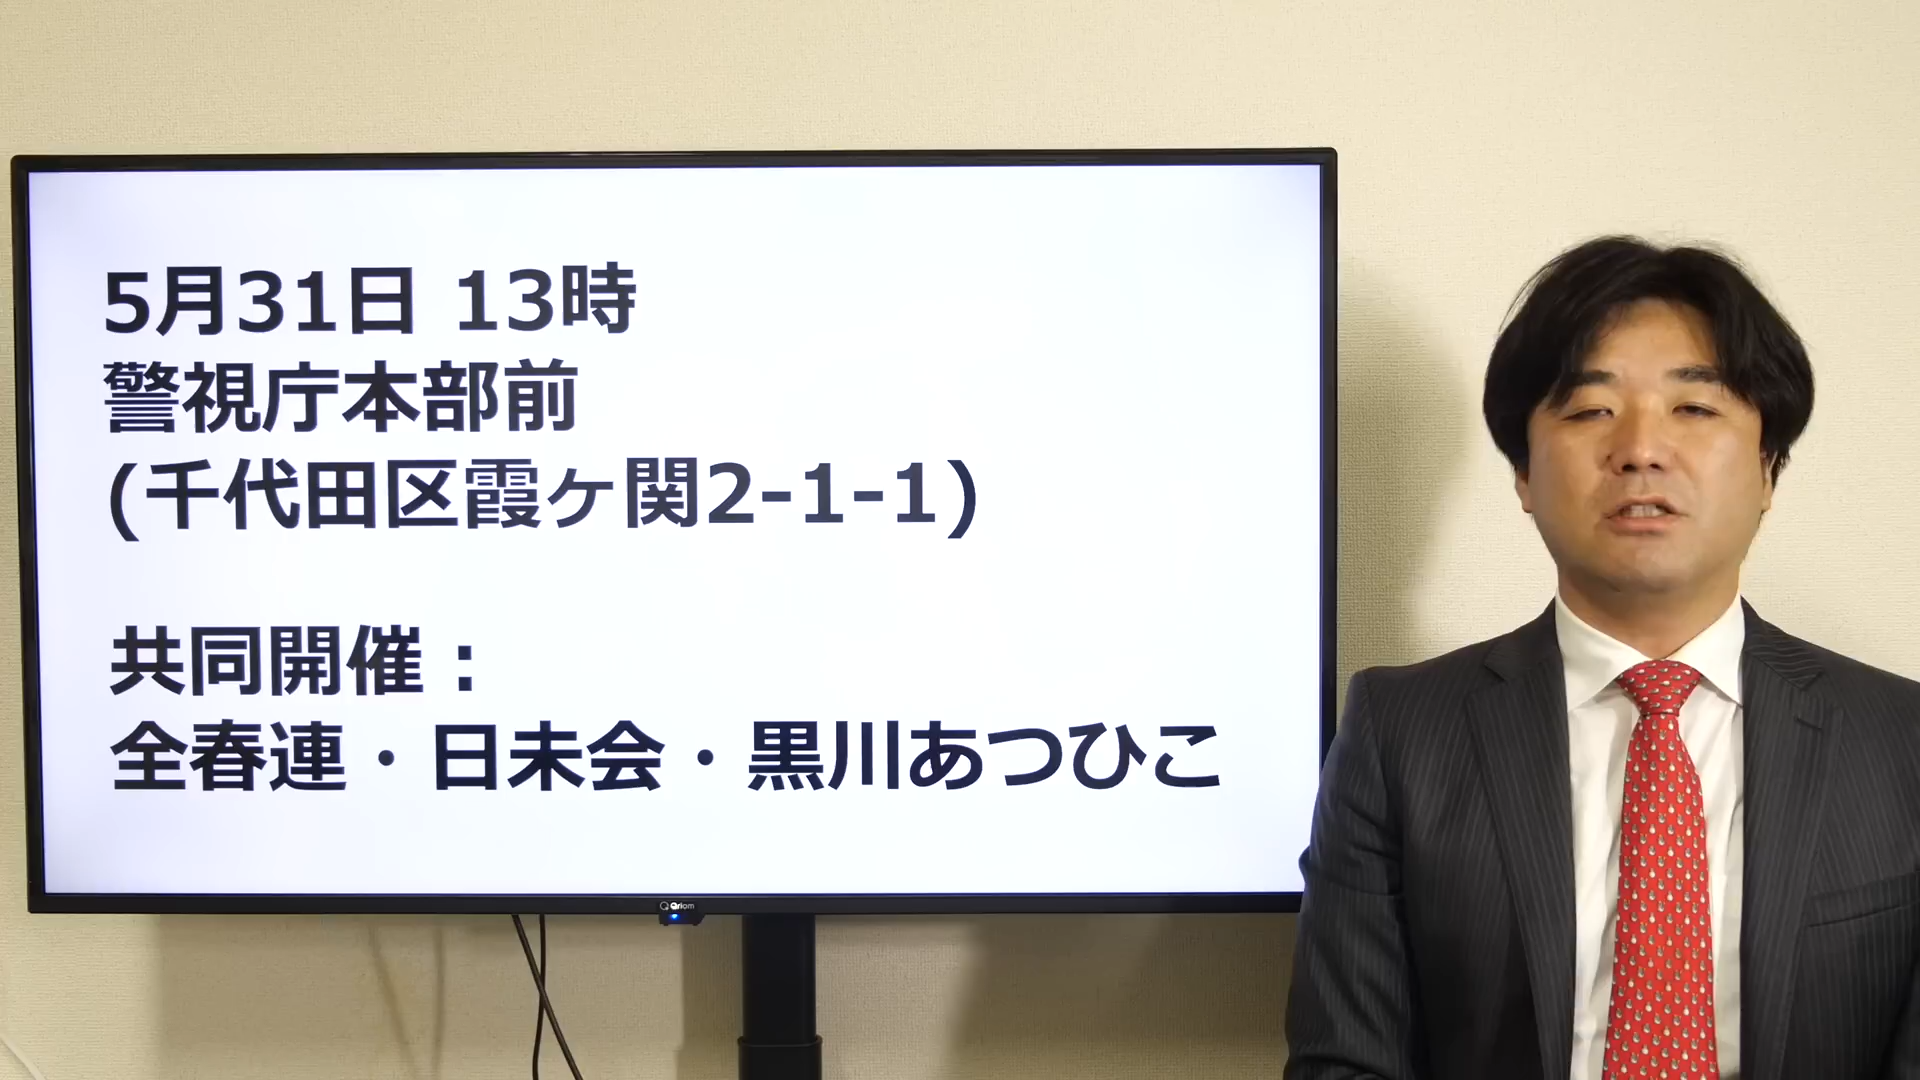 5月31日 13時
警視庁本部前
(千代田区霞ヶ関2-1-1)
共同開催：
全春連・日未会・黒川あつひこ
Qriom